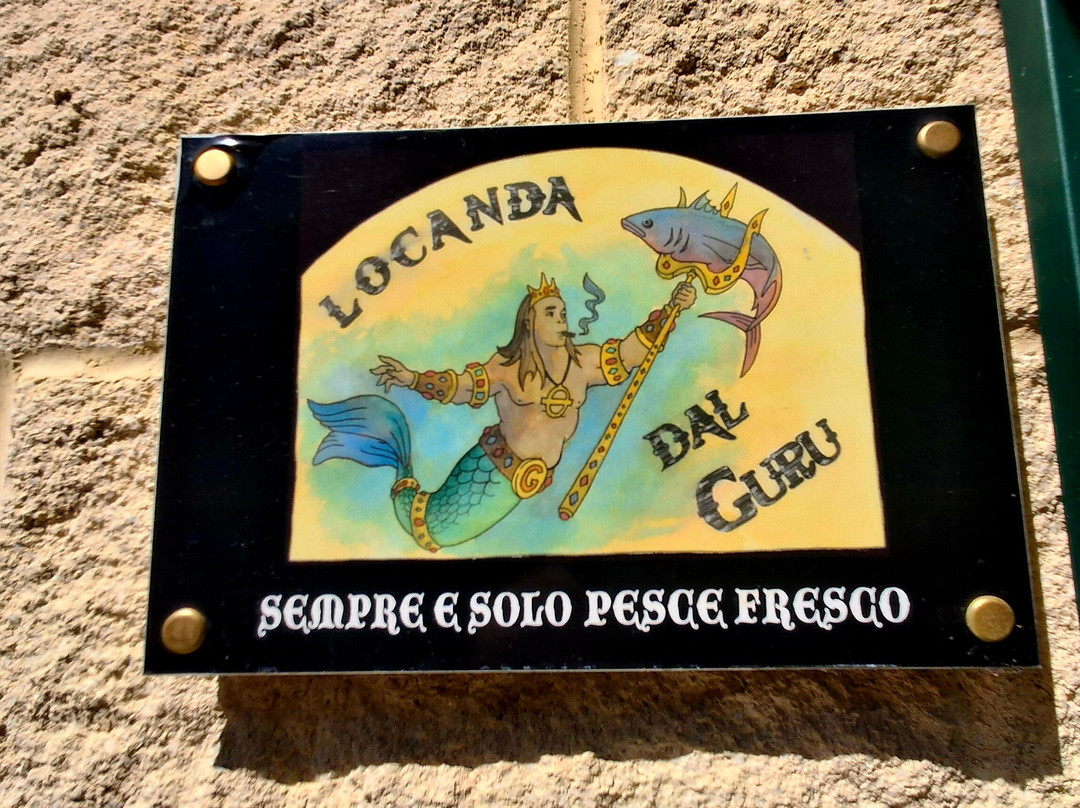 LOCANDA
DAL
GURU
G
SEMPRE E SOLO PESCE FRESCO